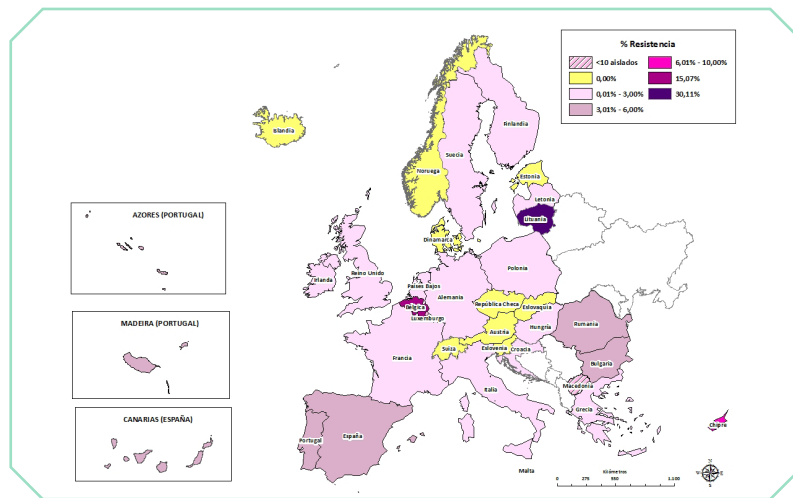 % Resistencia
<10 aislados
0,00%
0,01% - 3,00%
3,01% - 6,00%
6,01% - 10,00%
15,07%
30,11%
Islandia
Finlandia
Suecia
Noruega
Estonia
Letonia
Lituania
Dinamarca
AZORES (PORTUGAL)
Reino Unido
Irlanda
Países Bajos
Polonia
Alemania
Bélgica
República Checa
Luxemburgo
Eslovaquia
MADEIRA (PORTUGAL)
Rumania
Hungría
Austria
Suiza
Eslovenia
Croacia
Francia
Bulgaria
Macedonia
Italia
Grecia
CANARIAS (ESPAÑA)
Chipre
Portugal
España
Malta
Kilómetros
0
275
550
1.100